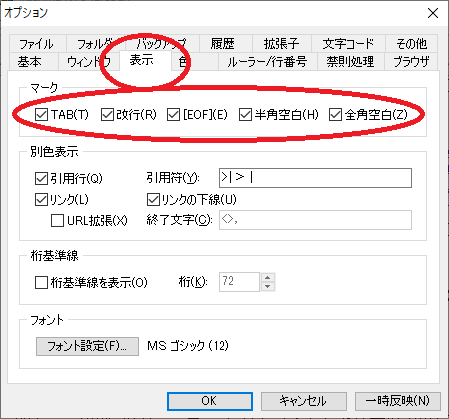 オプション
ファイル フォルダ バックアップ 履歴 拡張子 文字コード その他
基本 ウィンドウ 表示 色 ルーラー/行番号 禁則処理 ブラウザ
マーク
TAB(T) 改行(R) [EOF](E) 半角空白(H) 全角空白(Z)
別色表示
引用行(Q) 引用符(Y): >| > |
リンク(L) リンクの下線(U)
URL拡張(X) 終了文字(C): ◇,
桁基準線
桁基準線を表示(O) 桁(K): 72
フォント
フォント設定(F)... MS ゴシック (12)
OK キャンセル 一時反映(N)